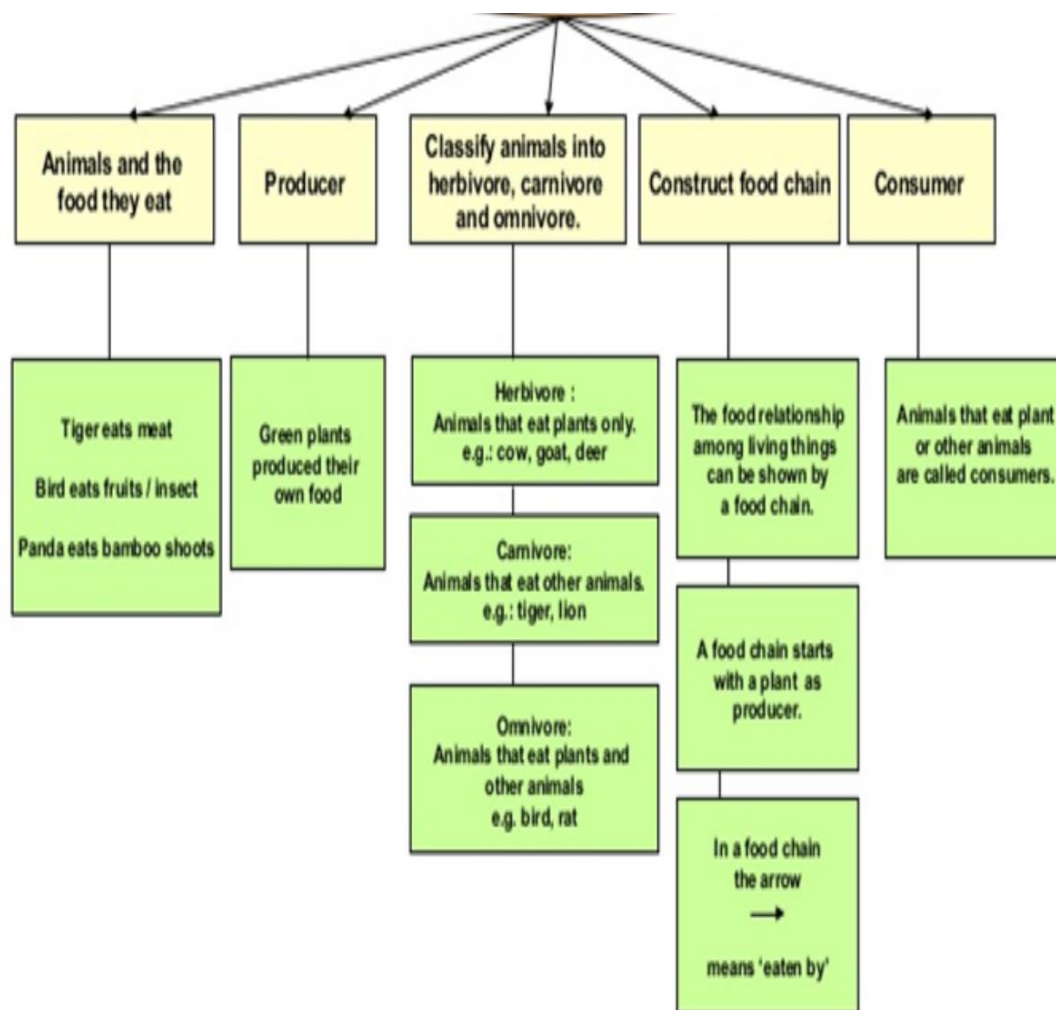 Animals and the
food they eat
Producer
Classify animals into
herbivore, carnivore
and omnivore.
Construct food chain
Consumer
Tiger eats meat
Bird eats fruits / insect
Panda eats bamboo shoots
Green plants
produced their
own food
Herbivore :
Animals that eat plants only.
e.g.: cow, goat, deer
Carnivore:
Animals that eat other animals.
e.g.: tiger, lion
Omnivore:
Animals that eat plants and
other animals
e.g. bird, rat
The food relationship
among living things
can be shown by
a food chain.
A food chain starts
with a plant as
producer.
In a food chain
the arrow
→
means ‘eaten by’
Animals that eat plant
or other animals
are called consumers.